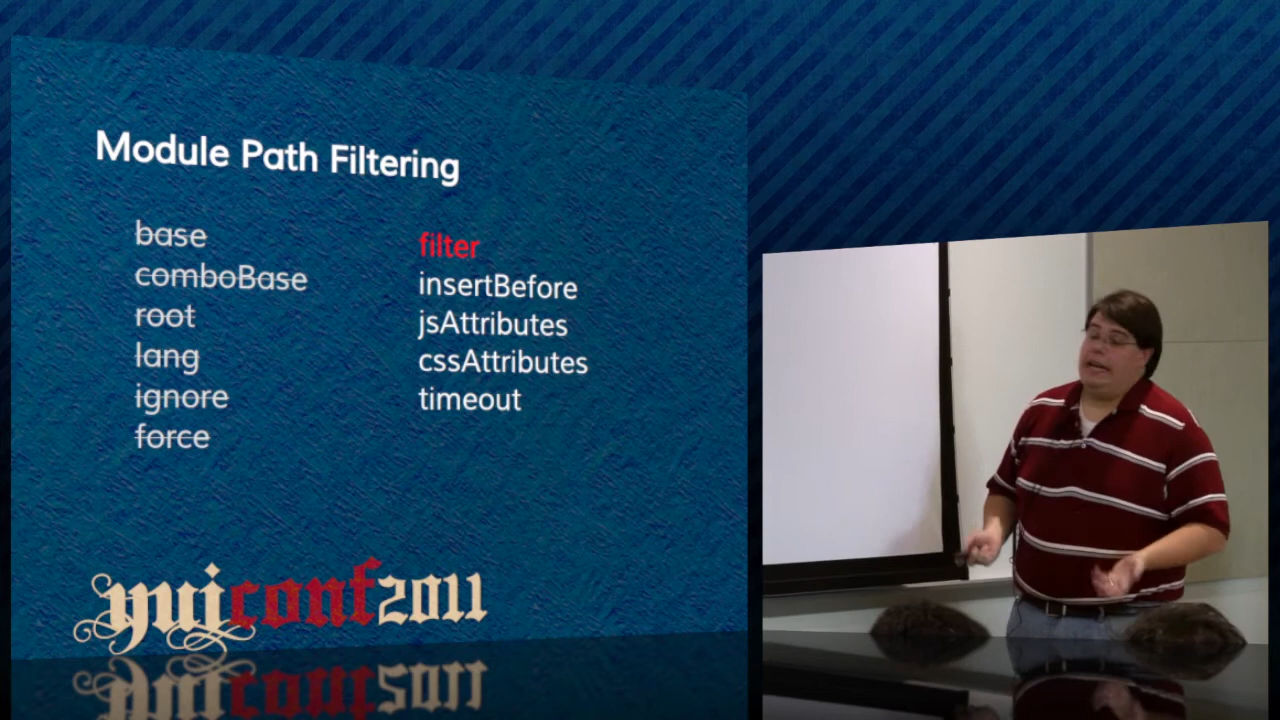 Module Path Filtering
base
comboBase
root
lang
ignore
force
filter
insertBefore
jsAttributes
cssAttributes
timeout
yuiconf2011